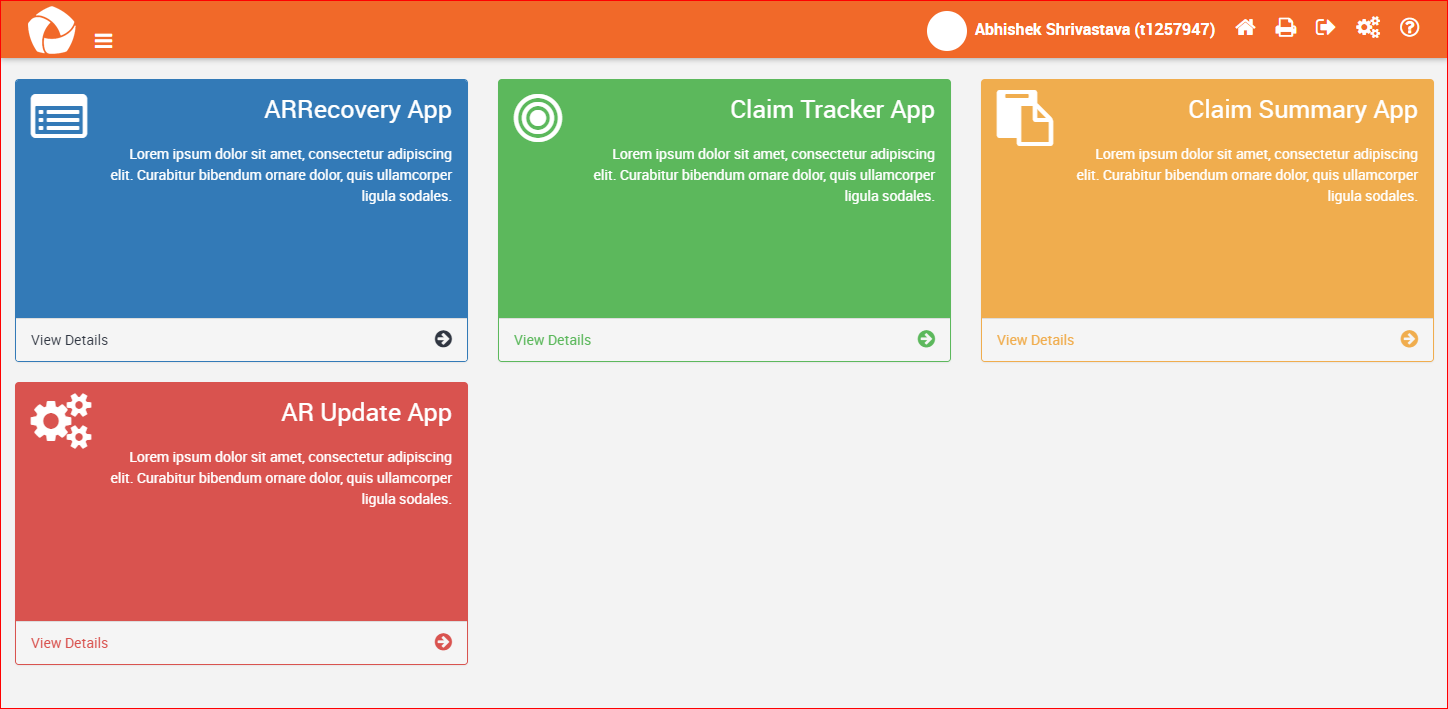 Abhishek Shrivastava (t1257947)
ARRecovery App
Lorem ipsum dolor sit amet, consectetur adipiscing
elit. Curabitur bibendum ornare dolor, quis ullamcorper
ligula sodales.
View Details
Claim Tracker App
Lorem ipsum dolor sit amet, consectetur adipiscing
elit. Curabitur bibendum ornare dolor, quis ullamcorper
ligula sodales.
View Details
Claim Summary App
Lorem ipsum dolor sit amet, consectetur adipiscing
elit. Curabitur bibendum ornare dolor, quis ullamcorper
ligula sodales.
View Details
AR Update App
Lorem ipsum dolor sit amet, consectetur adipiscing
elit. Curabitur bibendum ornare dolor, quis ullamcorper
ligula sodales.
View Details